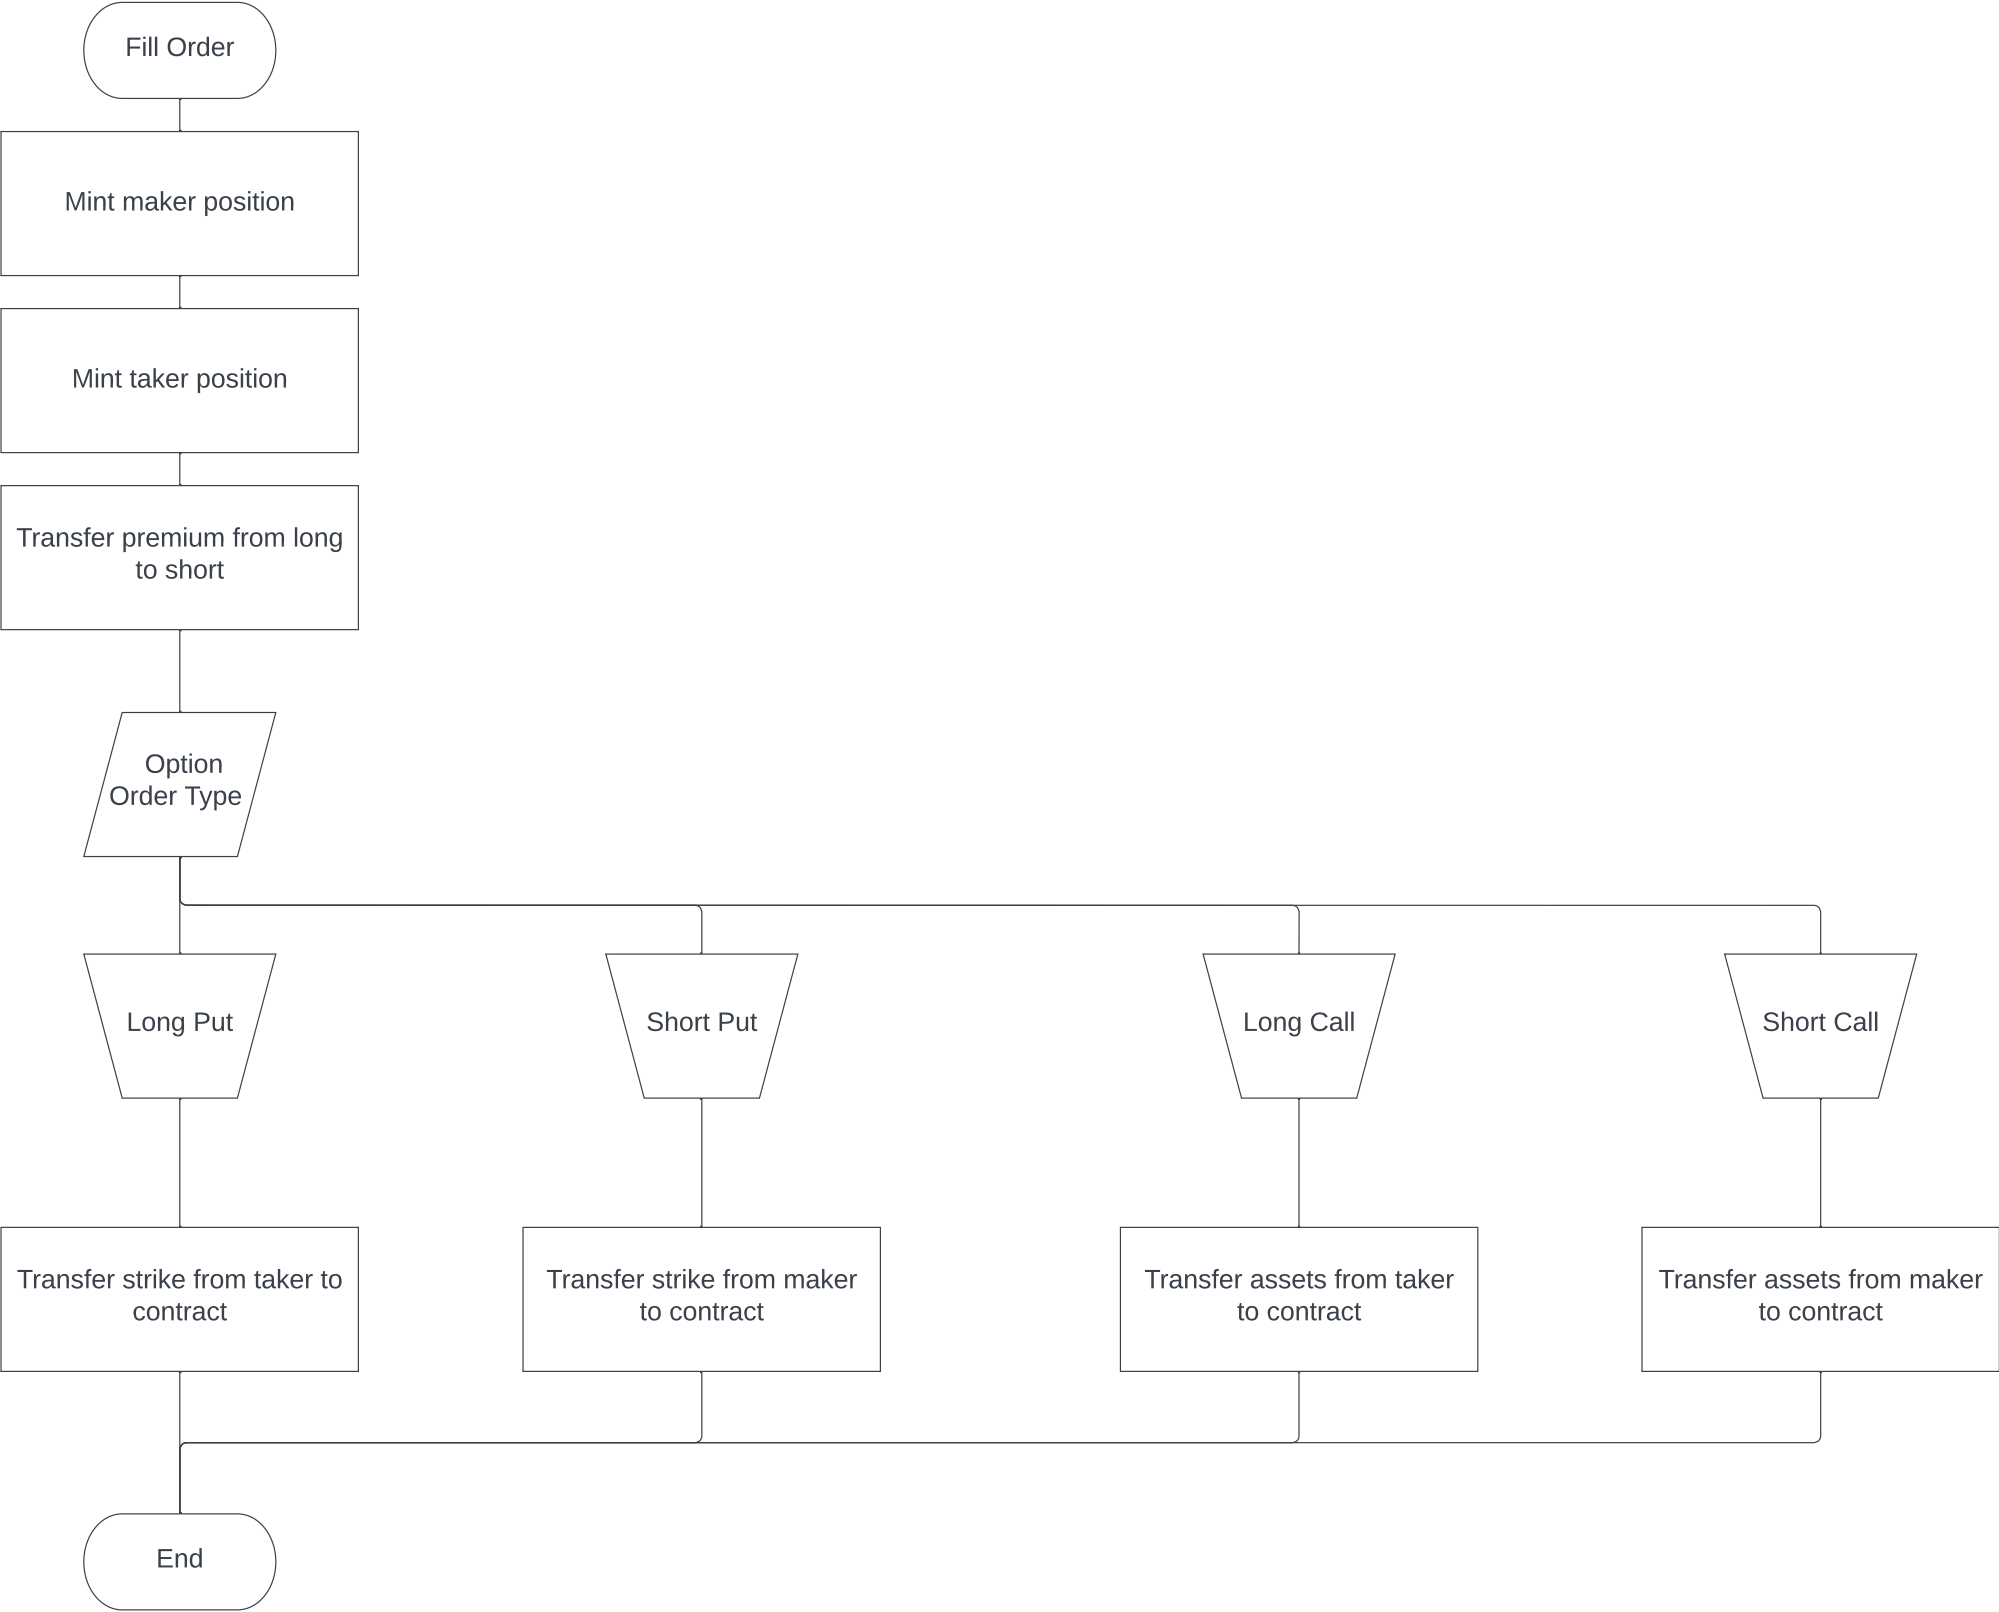 Fill Order
Mint maker position
Mint taker position
Transfer premium from long
to short
Option
Order Type
Long Put
Short Put
Long Call
Short Call
Transfer strike from taker to
contract
Transfer strike from maker
to contract
Transfer assets from taker
to contract
Transfer assets from maker
to contract
End